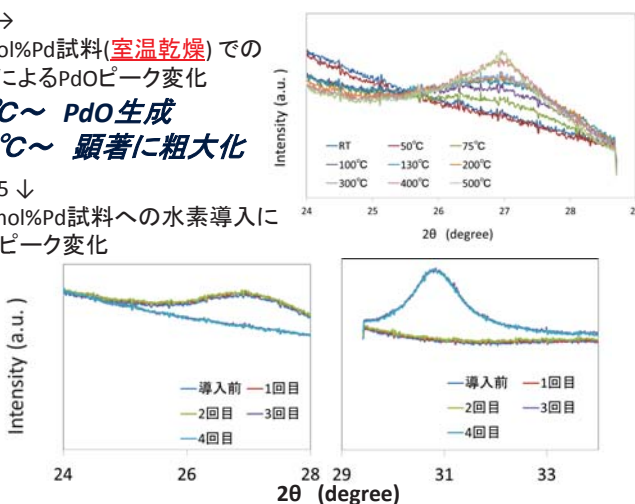 →
ol%Pd試料(室温乾燥) での
によるPdOピーク変化
℃～ PdO生成
℃～ 顕著に粗大化
5 ↓
mol%Pd試料への水素導入に
ピーク変化
Intensity (a.u. )
RT 50℃ 75℃
100℃ 130℃ 200℃
300℃ 400℃ 500℃
24 25 26 27 28 2
2θ (degree)
Intensity (a.u. )
導入前 1回目
2回目 3回目
4回目
24 26 28
導入前 1回目
2回目 3回目
4回目
29 31 33
2θ (degree)